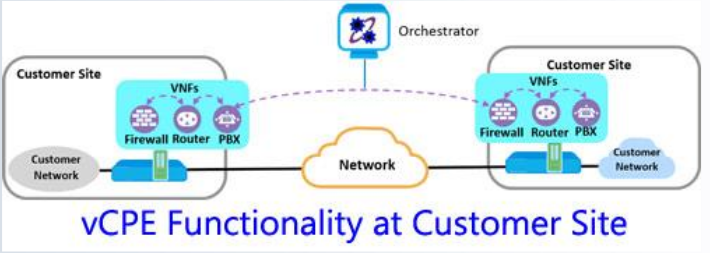 Orchestrator
Customer Site
VNFs
Firewall Router PBX
Customer
Network
Network
Customer Site
VNFs
Firewall Router PBX
Customer
Network
vCPE Functionality at Customer Site